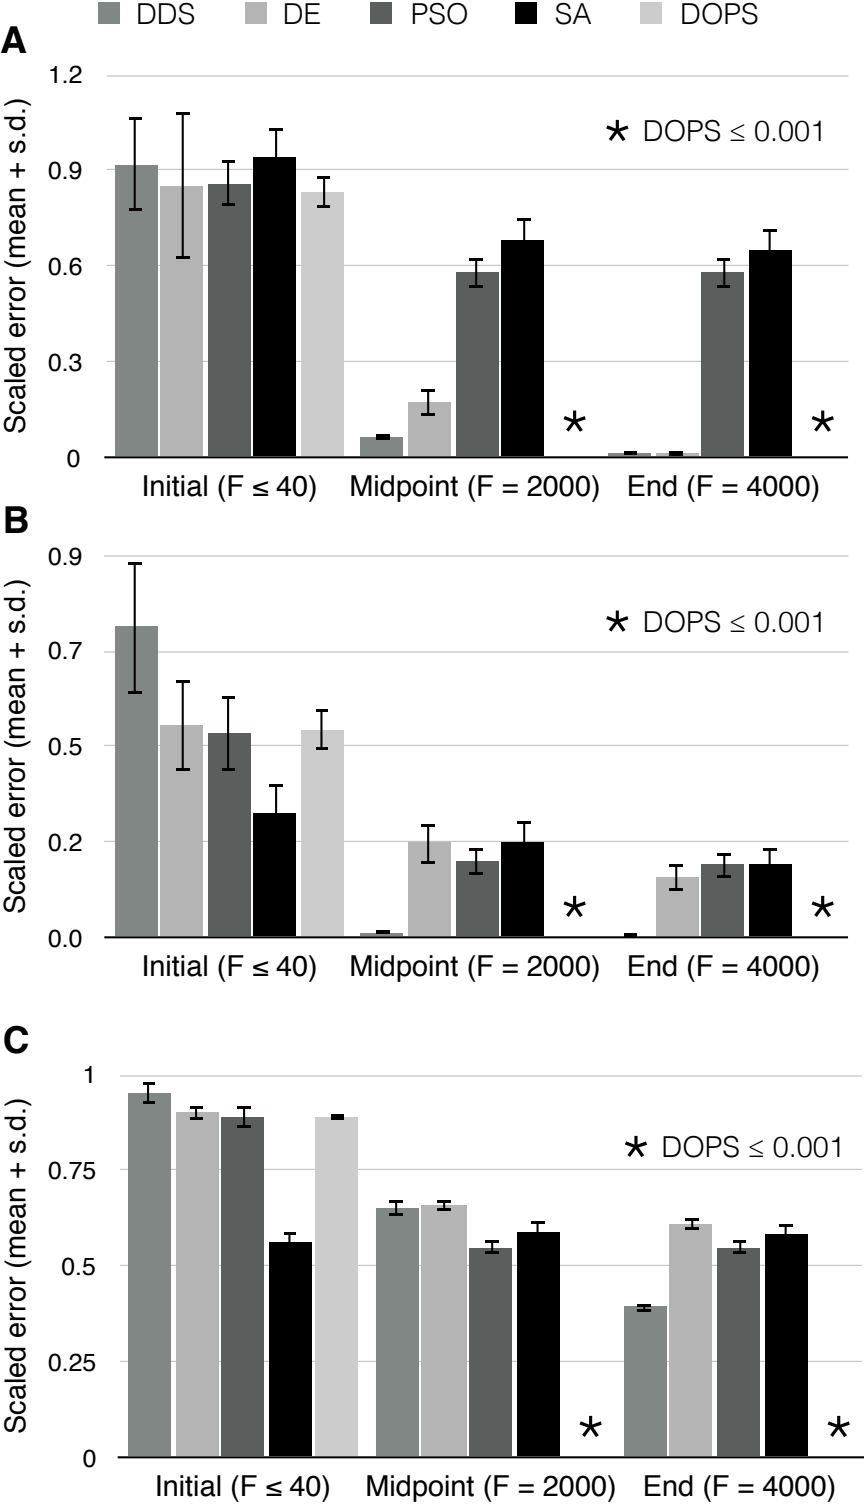 DDS DE PSO SA DOPS
A
Scaled error (mean + s.d.)
1.2
0.9
0.6
0.3
0
★ DOPS ≤ 0.001
★ ★
Initial (F ≤ 40) Midpoint (F = 2000) End (F = 4000)
B
Scaled error (mean + s.d.)
0.9
0.7
0.5
0.2
0.0
★ DOPS ≤ 0.001
★ ★
Initial (F ≤ 40) Midpoint (F = 2000) End (F = 4000)
C
Scaled error (mean + s.d.)
1
0.75
0.5
0.25
0
★ DOPS ≤ 0.001
★ ★
Initial (F ≤ 40) Midpoint (F = 2000) End (F = 4000)